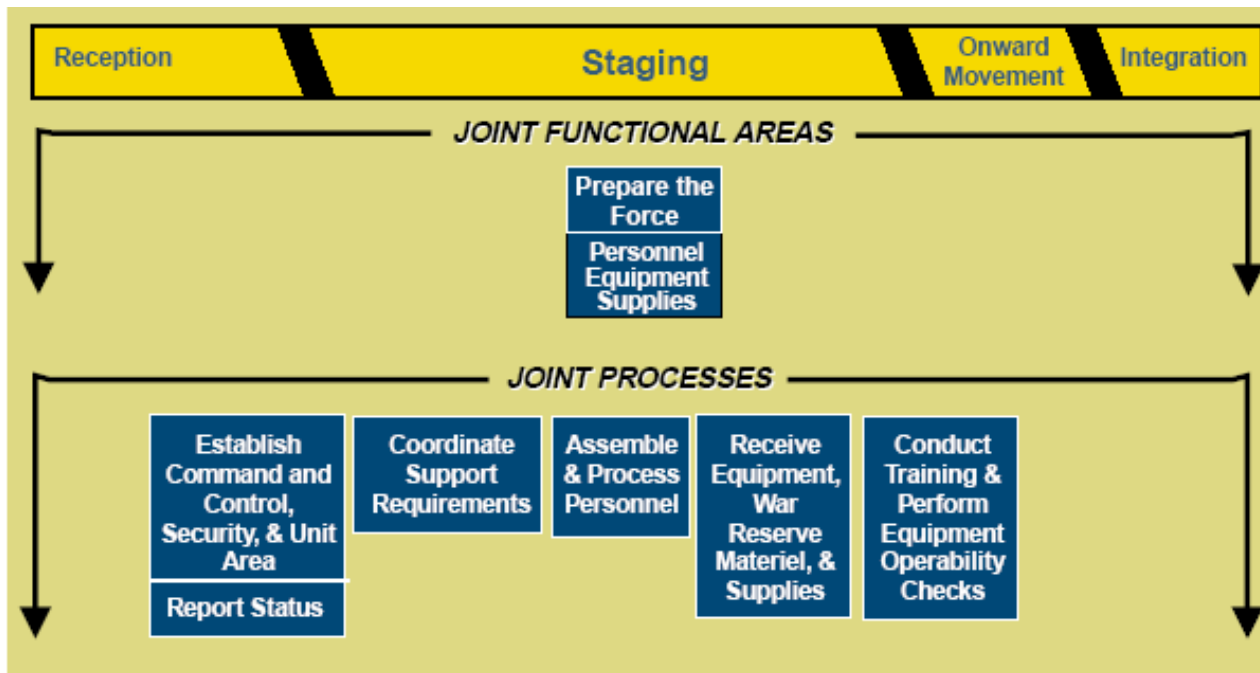 Reception
Staging
Onward
Movement
Integration
JOINT FUNCTIONAL AREAS
Prepare the
Force
Personnel
Equipment
Supplies
JOINT PROCESSES
Establish
Command and
Control,
Security, & Unit
Area
Report Status
Coordinate
Support
Requirements
Assemble
& Process
Personnel
Receive
Equipment,
War
Reserve
Materiel, &
Supplies
Conduct
Training &
Perform
Equipment
Operability
Checks